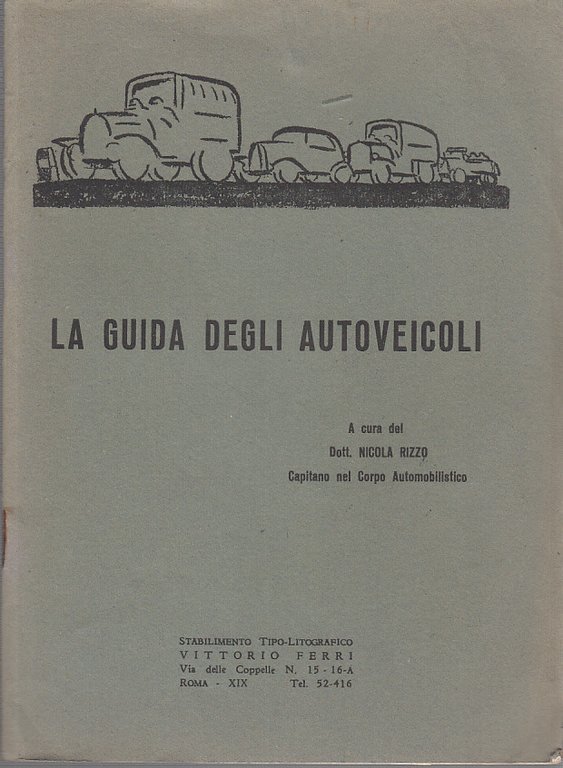 LA GUIDA DEGLI AUTOVEICOLI
A cura del
Dott. NICOLA RIZZO
Capitano nel Corpo Automobilistico
STABILIMENTO TIPO-LITOGRAFICO
VITTORIO FERRI
Via delle Coppelle N. 15 - 16-A
ROMA - XIX Tel. 52-416